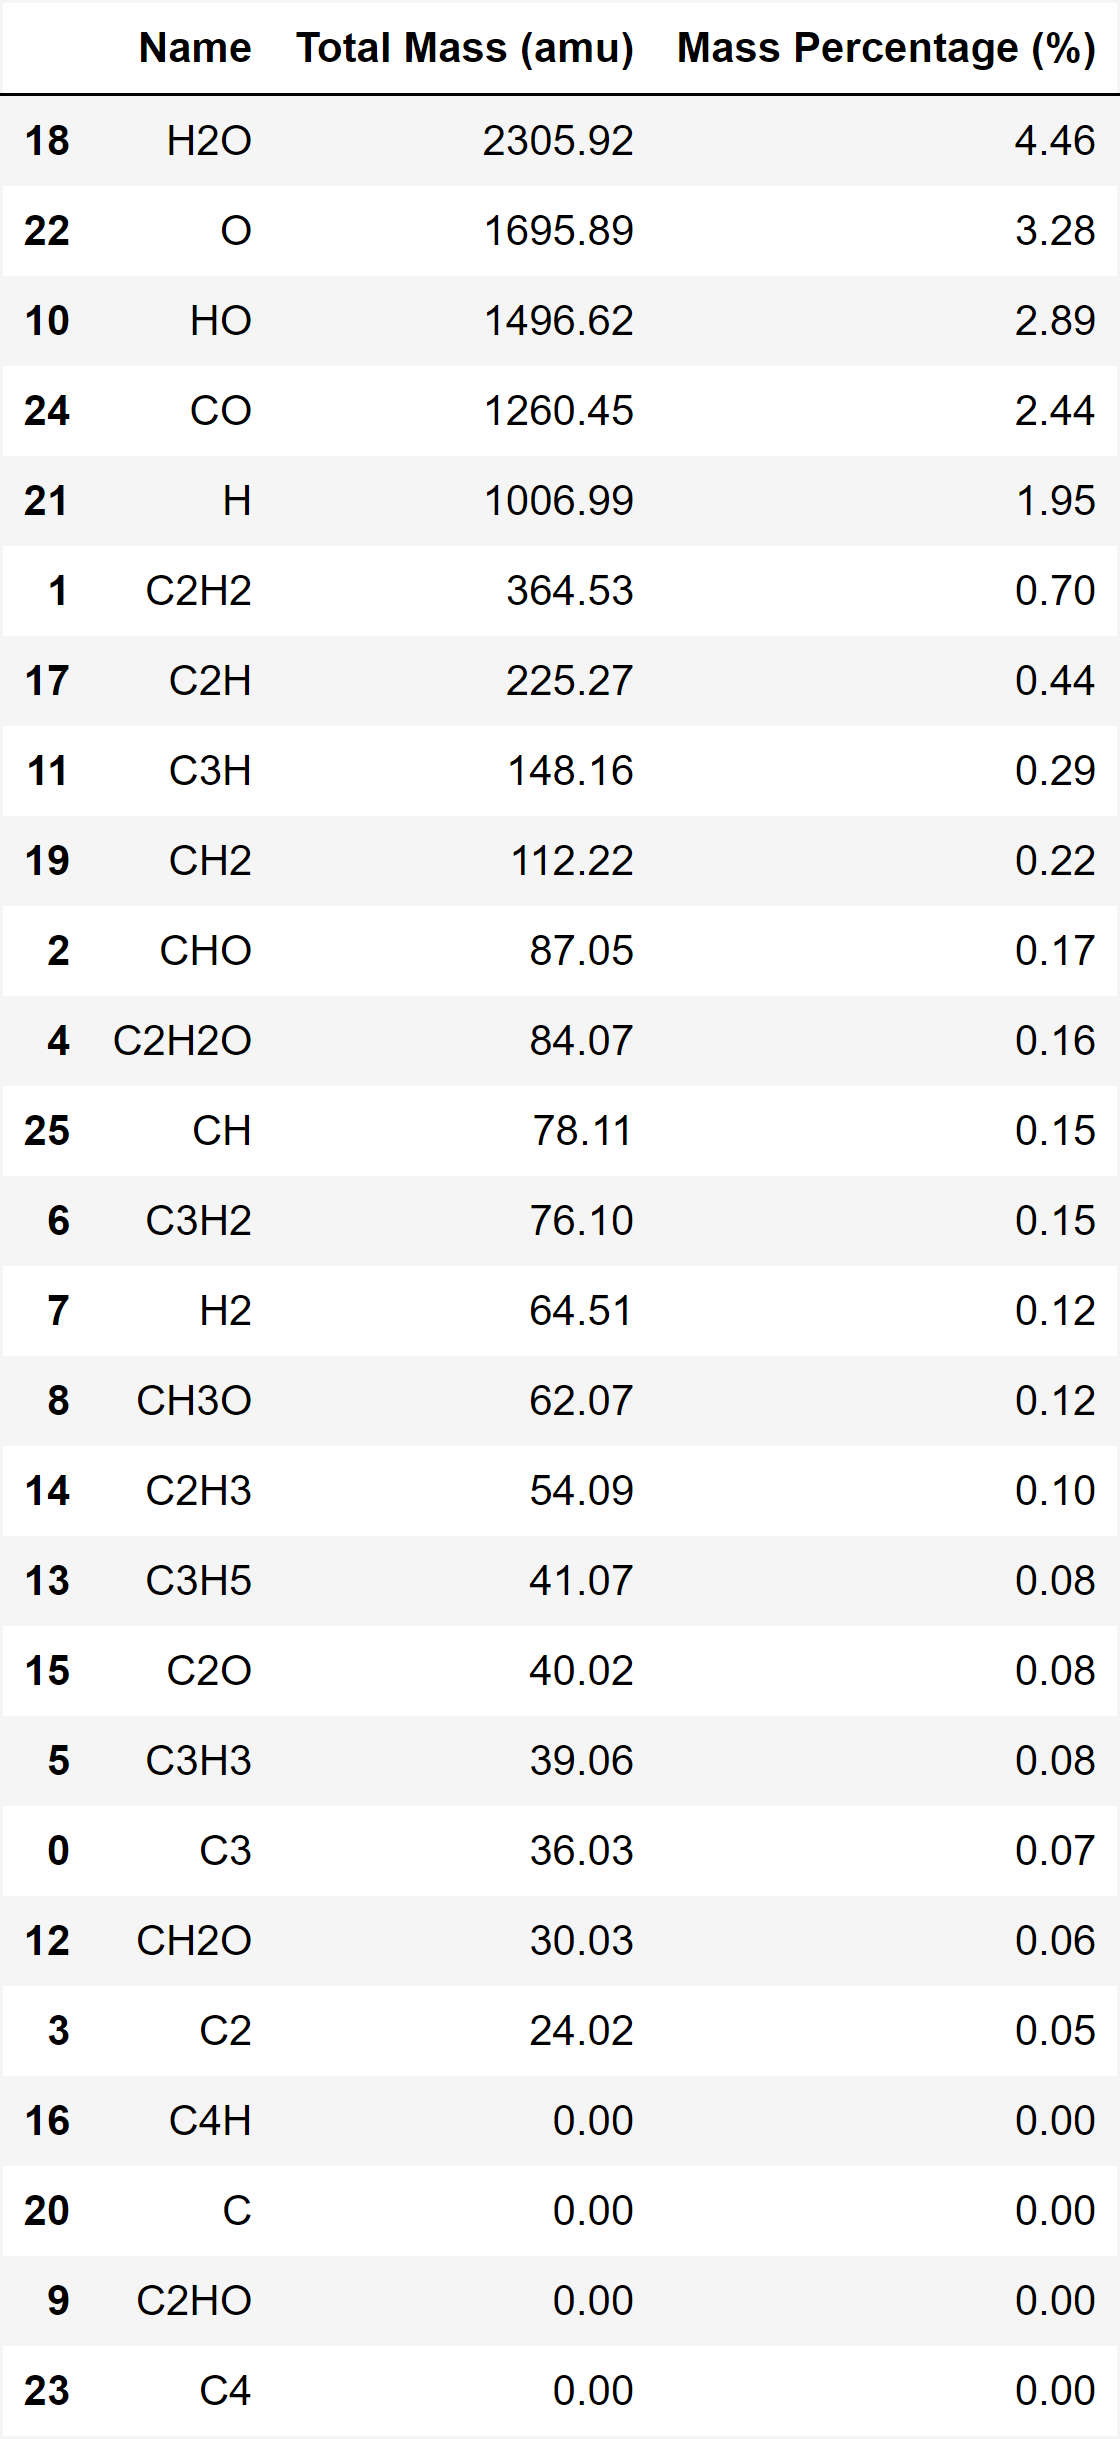 Name Total Mass (amu) Mass Percentage (%)
18 H2O 2305.92 4.46
22 O 1695.89 3.28
10 HO 1496.62 2.89
24 CO 1260.45 2.44
21 H 1006.99 1.95
1 C2H2 364.53 0.70
17 C2H 225.27 0.44
11 C3H 148.16 0.29
19 CH2 112.22 0.22
2 CHO 87.05 0.17
4 C2H2O 84.07 0.16
25 CH 78.11 0.15
6 C3H2 76.10 0.15
7 H2 64.51 0.12
8 CH3O 62.07 0.12
14 C2H3 54.09 0.10
13 C3H5 41.07 0.08
15 C2O 40.02 0.08
5 C3H3 39.06 0.08
0 C3 36.03 0.07
12 CH2O 30.03 0.06
3 C2 24.02 0.05
16 C4H 0.00 0.00
20 C 0.00 0.00
9 C2HO 0.00 0.00
23 C4 0.00 0.00